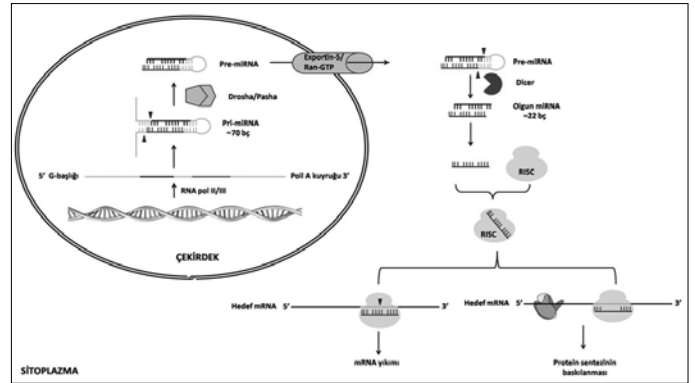 Pre-miRNA
Exportin-5/
Ran-GTP
Drosha/Pasha
Pri-miRNA
~70 bç
5' G-başlığı
Poli A kuyruğu 3'
RNA pol II/III
ÇEKİRDEK
Pre-miRNA
Dicer
Olgun miRNA
~22 bç
RISC
RISC
Hedef mRNA 5'
3'
Hedef mRNA 5'
3'
mRNA yıkımı
Protein sentezinin
baskılanması
SİTOPLAZMA